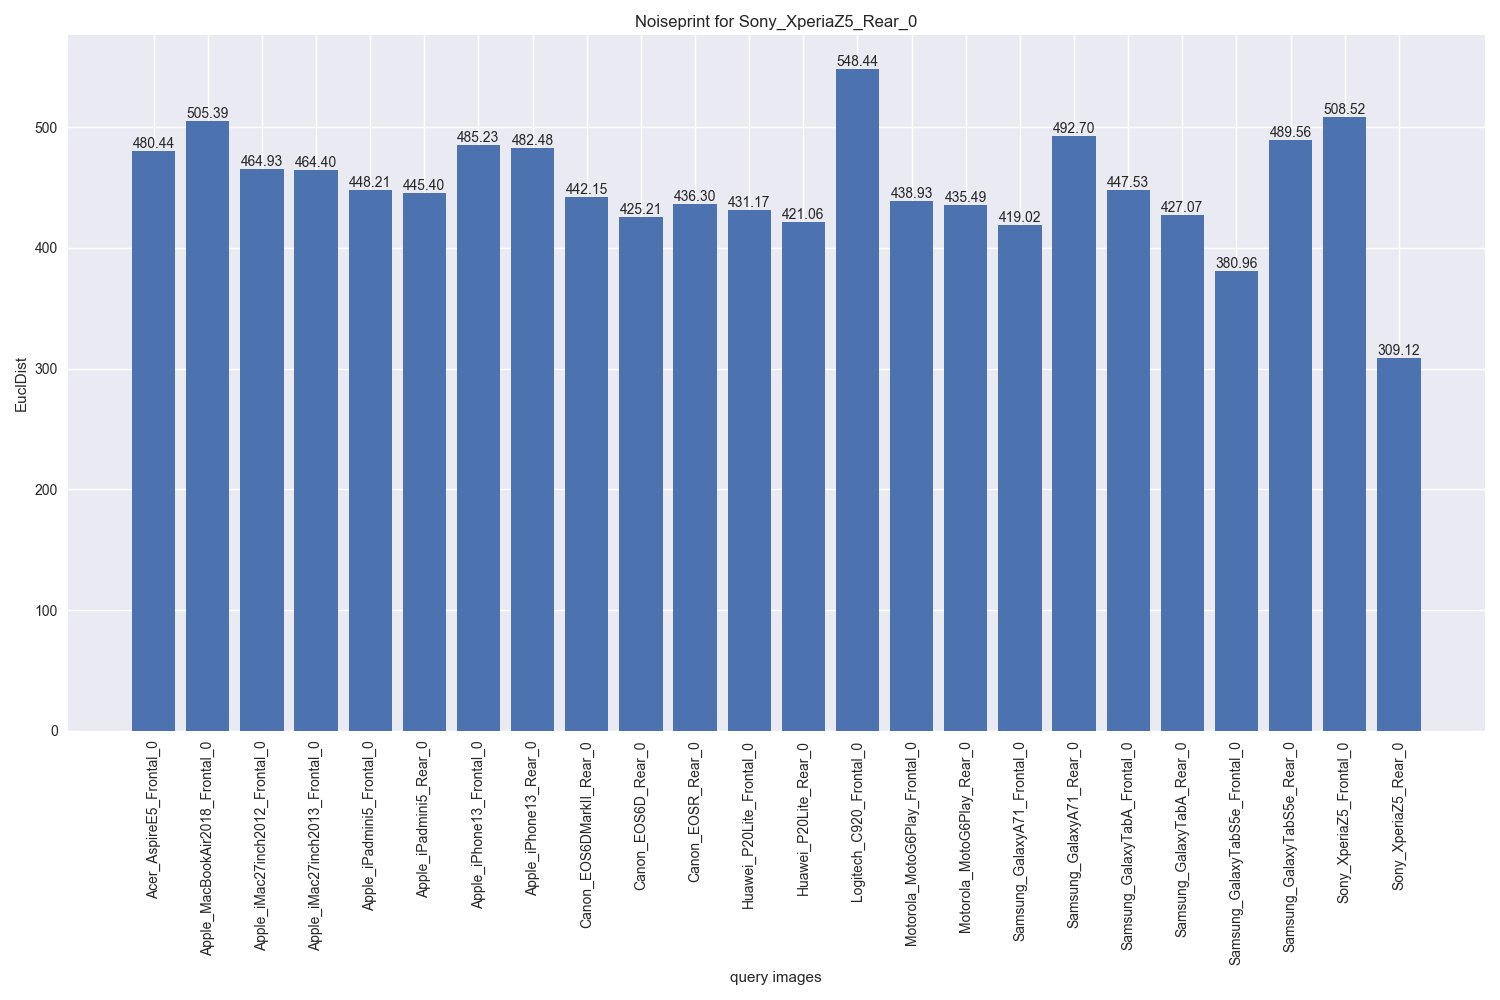 Noiseprint for Sony_XperiaZ5_Rear_0
EuclDist
500
400
300
200
100
0
480.44
505.39
464.93
464.40
448.21
445.40
485.23
482.48
442.15
425.21
436.30
431.17
421.06
548.44
438.93
435.49
419.02
492.70
447.53
427.07
380.96
489.56
508.52
309.12
Acer_AspireE5_Frontal_0
Apple_MacBookAir2018_Frontal_0
Apple_iMac27inch2012_Frontal_0
Apple_iMac27inch2013_Frontal_0
Apple_iPadmini5_Frontal_0
Apple_iPadmini5_Rear_0
Apple_iPhone13_Frontal_0
Apple_iPhone13_Rear_0
Canon_EOS6DMarkII_Rear_0
Canon_EOS6D_Rear_0
Canon_EOSR_Rear_0
Huawei_P20Lite_Frontal_0
Huawei_P20Lite_Rear_0
Logitech_C920_Frontal_0
Motorola_MotoG6Play_Frontal_0
Motorola_MotoG6Play_Rear_0
Samsung_GalaxyA71_Frontal_0
Samsung_GalaxyA71_Rear_0
Samsung_GalaxyTabA_Frontal_0
Samsung_GalaxyTabA_Rear_0
Samsung_GalaxyTabS5e_Frontal_0
Samsung_GalaxyTabS5e_Rear_0
Sony_XperiaZ5_Frontal_0
Sony_XperiaZ5_Rear_0
query images